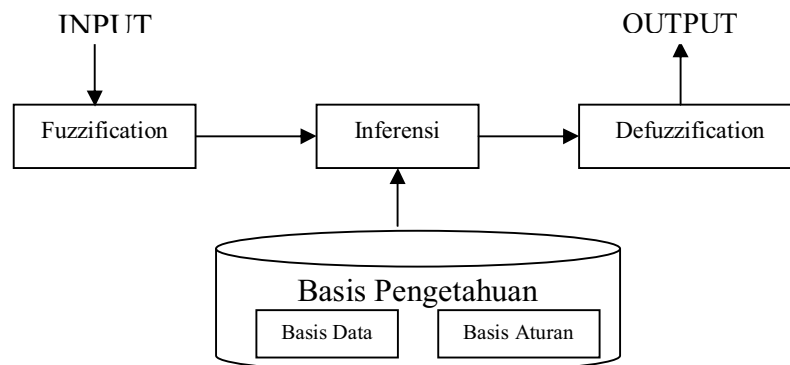 INPUT
OUTPUT
Fuzzification
Inferensi
Defuzzification
Basis Pengetahuan
Basis Data
Basis Aturan